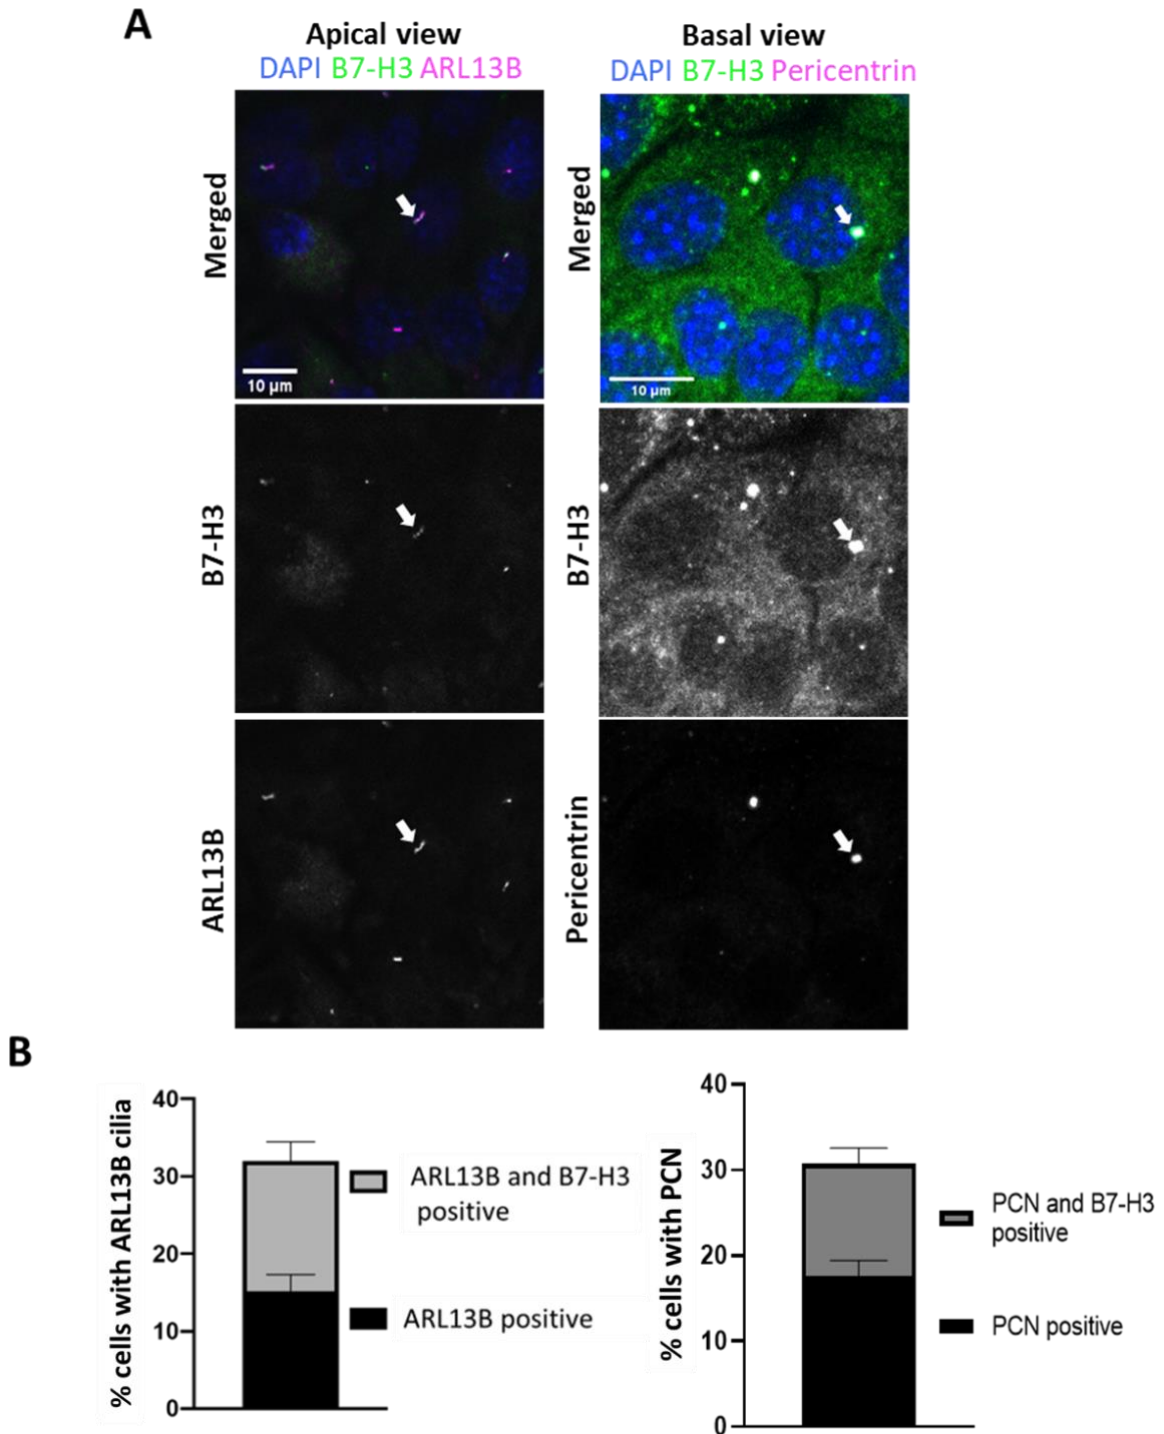 A
Apical view
DAPI B7-H3 ARL13B
Basal view
DAPI B7-H3 Pericentrin
Merged
10 µm
Merged
10 µm
B7-H3
B7-H3
ARL13B
Pericentrin
B
% cells with ARL13B cilia
40
30
20
10
0
ARL13B and B7-H3
positive
ARL13B positive
% cells with PCN
40
30
20
10
0
PCN and B7-H3
positive
PCN positive